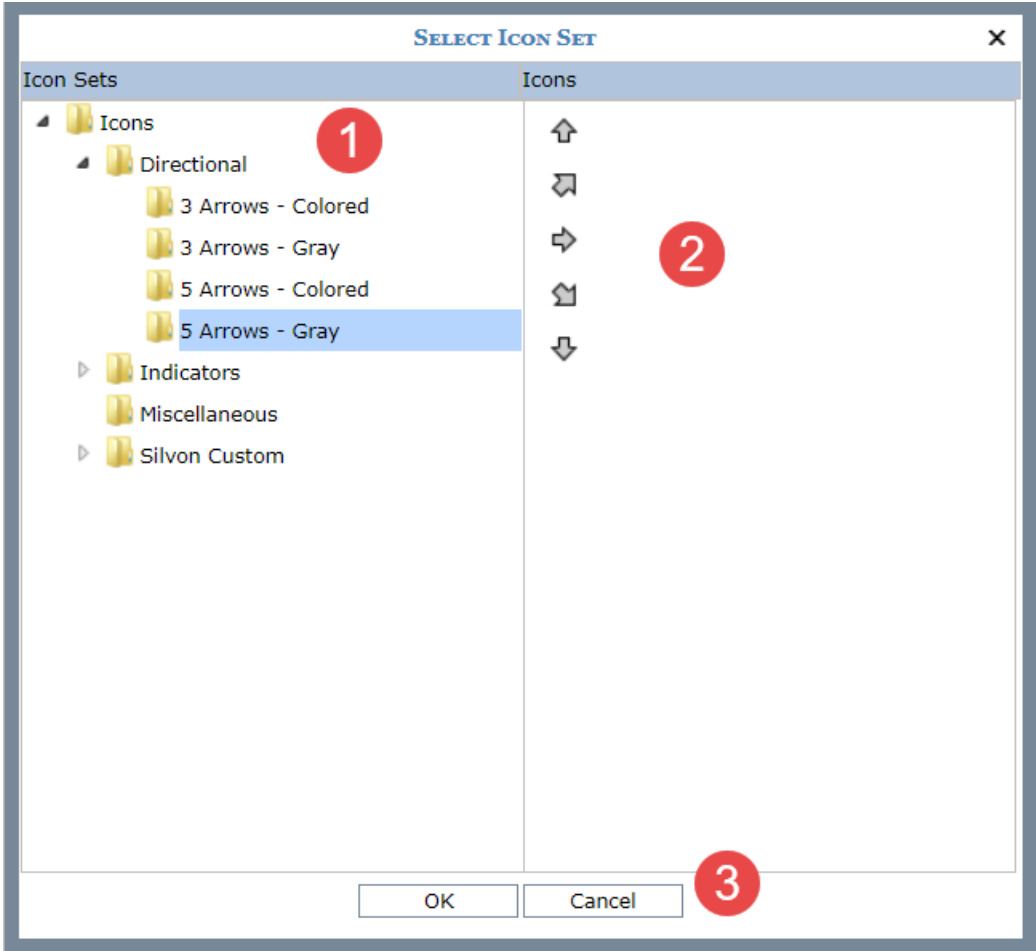 SELECT ICON SET
Icon Sets
Icons
Icons
1
Directional
3 Arrows - Colored
3 Arrows - Gray
2
5 Arrows - Colored
5 Arrows - Gray
Indicators
Miscellaneous
Silvon Custom
OK
Cancel
3